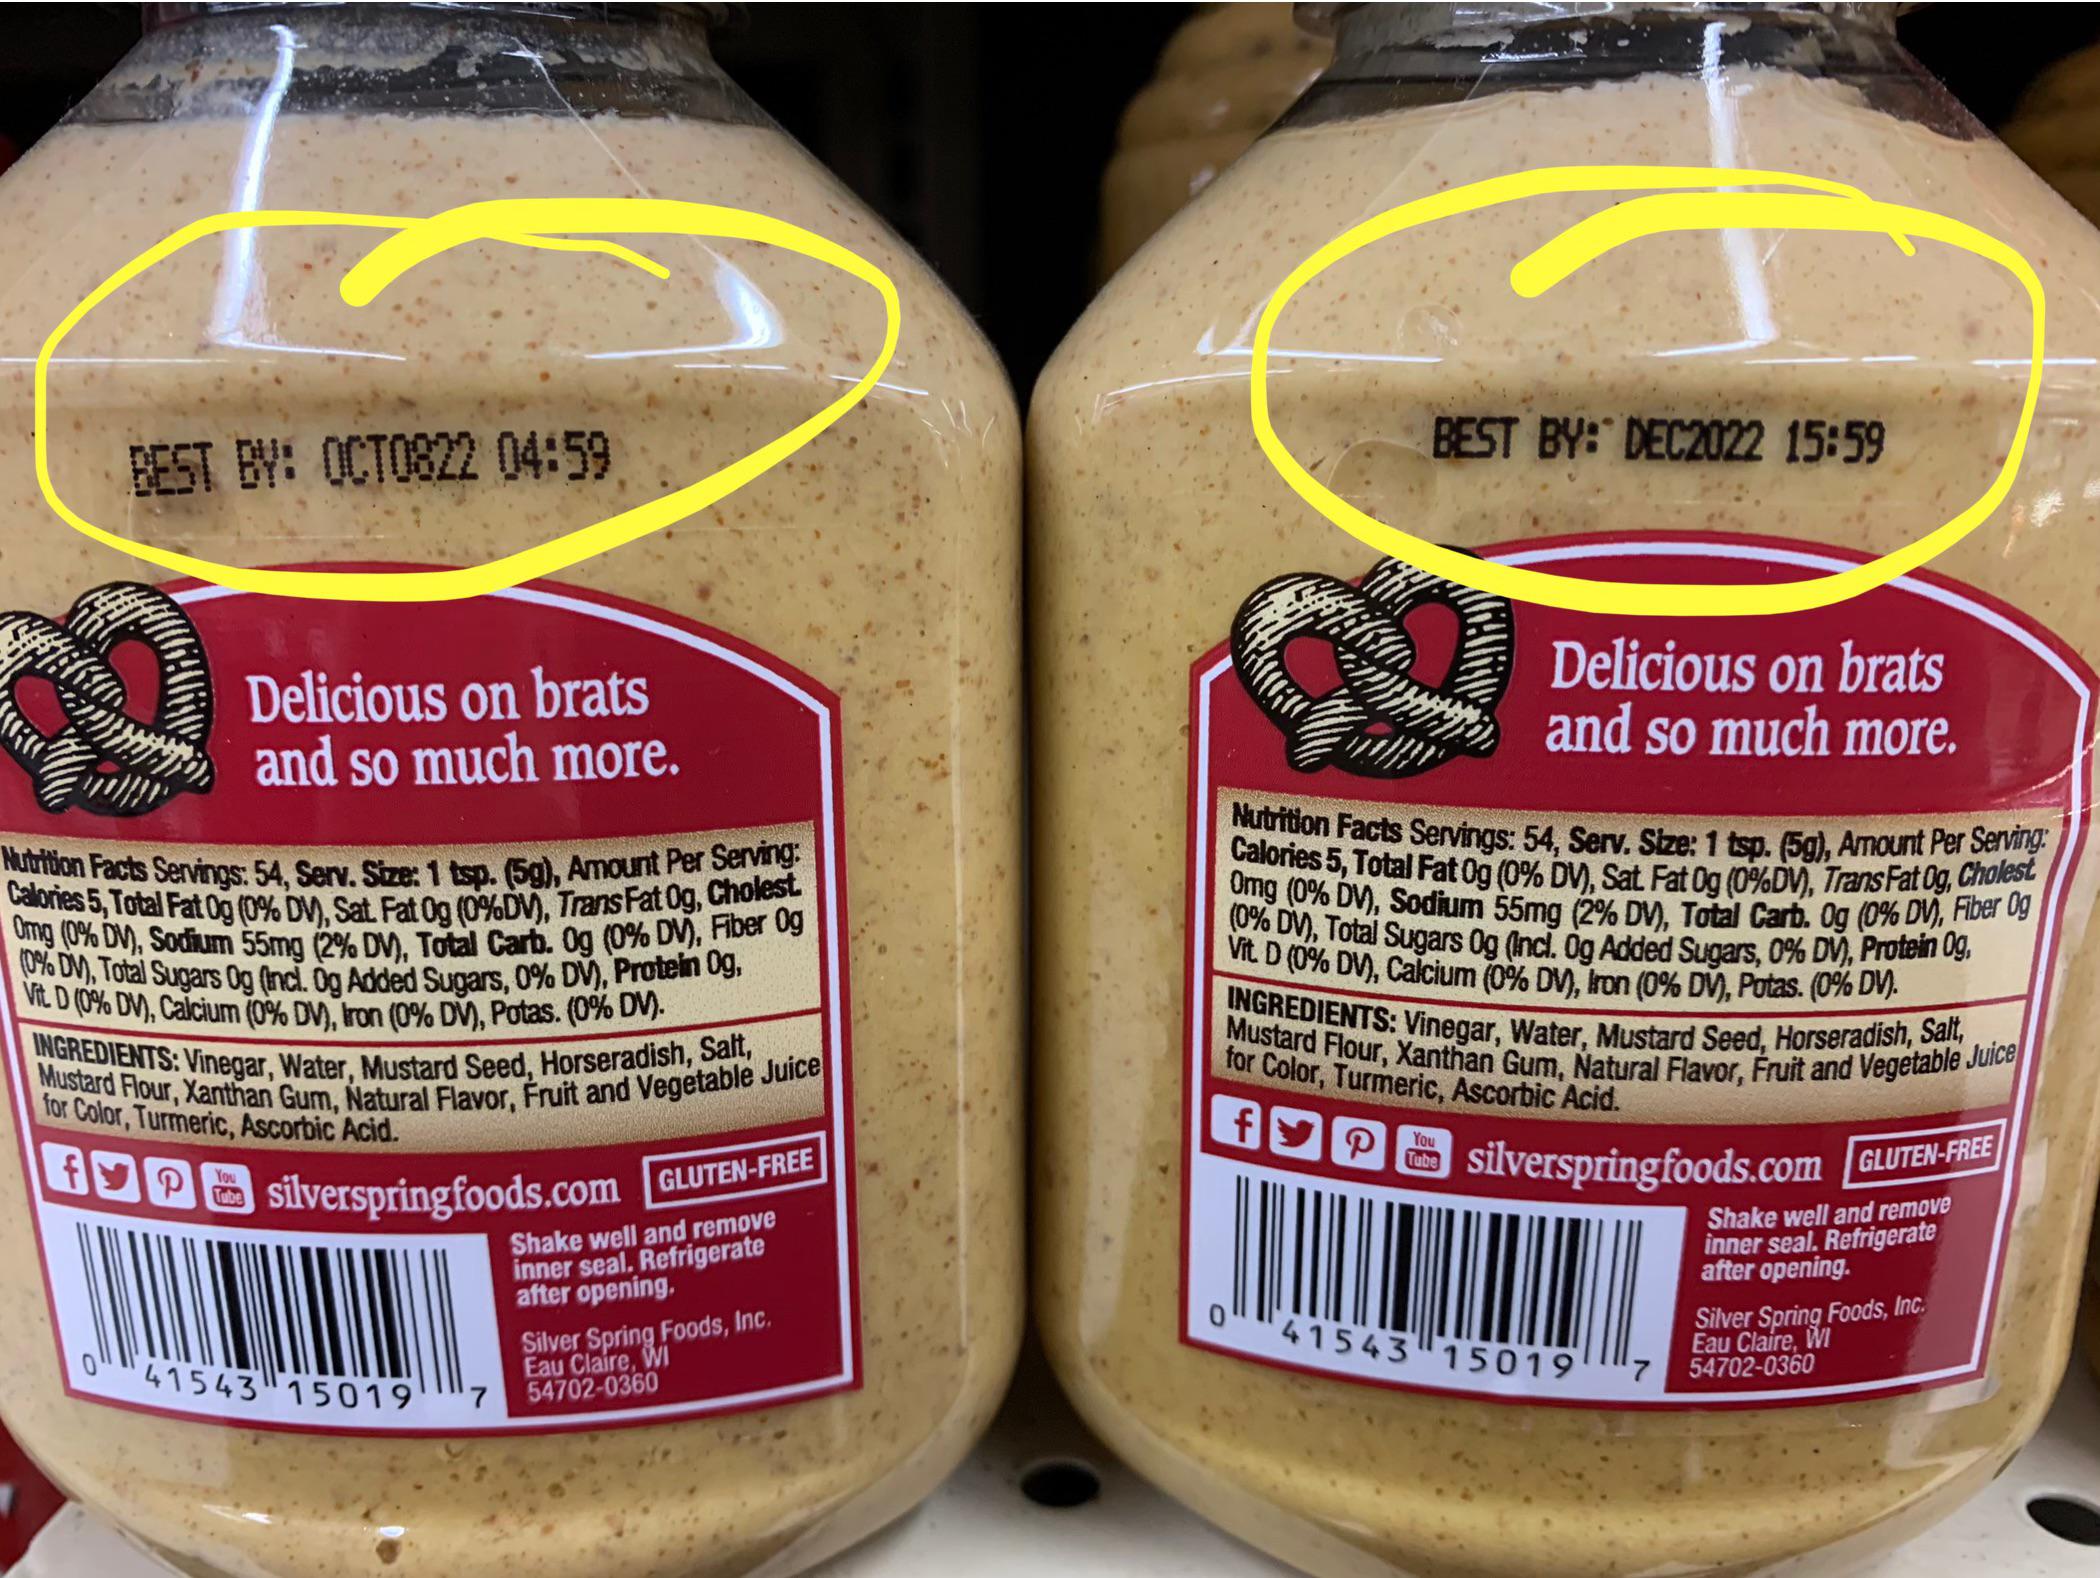 BEST BY: OCT0822 04:59
Delicious on brats
and so much more.
Nutrition Facts Servings: 54, Serv. Size: 1 tsp. (5g), Amount Per Serving:
Calories 5, Total Fat 0g (0% DV), Sat. Fat 0g (0%DV), Trans Fat 0g, Cholest.
0mg (0% DV), Sodium 55mg (2% DV), Total Carb. 0g (0% DV), Fiber 0g
(0% DV), Total Sugars 0g (Incl. 0g Added Sugars, 0% DV), Protein 0g,
Vit. D (0% DV), Calcium (0% DV), Iron (0% DV), Potas. (0% DV).
INGREDIENTS: Vinegar, Water, Mustard Seed, Horseradish, Salt,
Mustard Flour, Xanthan Gum, Natural Flavor, Fruit and Vegetable Juice
for Color, Turmeric, Ascorbic Acid.
f You Tube silverspringfoods.com GLUTEN-FREE
Shake well and remove
inner seal. Refrigerate
after opening.
Silver Spring Foods, Inc.
Eau Claire, WI
54702-0360
0 41543 15019 7
BEST BY: DEC2022 15:59
Delicious on brats
and so much more.
Nutrition Facts Servings: 54, Serv. Size: 1 tsp. (5g), Amount Per Serving:
Calories 5, Total Fat 0g (0% DV), Sat. Fat 0g (0%DV), Trans Fat 0g, Cholest.
0mg (0% DV), Sodium 55mg (2% DV), Total Carb. 0g (0% DV), Fiber 0g
(0% DV), Total Sugars 0g (Incl. 0g Added Sugars, 0% DV), Protein 0g,
Vit. D (0% DV), Calcium (0% DV), Iron (0% DV), Potas. (0% DV).
INGREDIENTS: Vinegar, Water, Mustard Seed, Horseradish, Salt,
Mustard Flour, Xanthan Gum, Natural Flavor, Fruit and Vegetable Juice
for Color, Turmeric, Ascorbic Acid.
f You Tube silverspringfoods.com GLUTEN-FREE
Shake well and remove
inner seal. Refrigerate
after opening.
Silver Spring Foods, Inc.
Eau Claire, WI
54702-0360
0 41543 15019 7